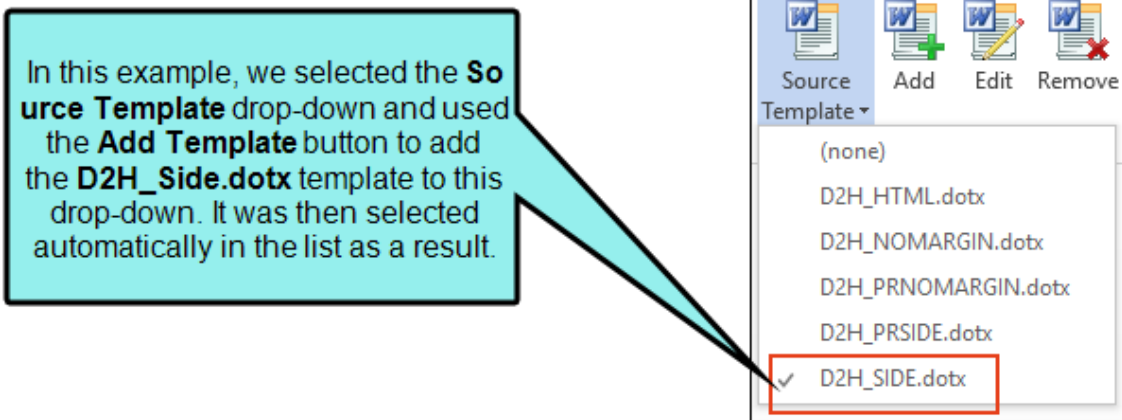 In this example, we selected the So
urce Template drop-down and used
the Add Template button to add
the D2H_Side.dotx template to this
drop-down. It was then selected
automatically in the list as a result.
Source
Template
Add
Edit
Remove
(none)
D2H_HTML.dotx
D2H_NOMARGIN.dotx
D2H_PRNOMARGIN.dotx
D2H_PRSIDE.dotx
D2H_SIDE.dotx